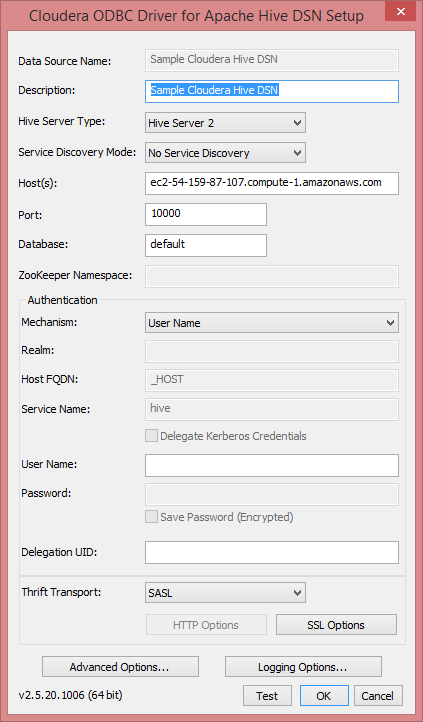 Cloudera ODBC Driver for Apache Hive DSN Setup
Data Source Name: Sample Cloudera Hive DSN
Description: Sample Cloudera Hive DSN
Hive Server Type: Hive Server 2
Service Discovery Mode: No Service Discovery
Host(s): ec2-54-159-87-107.compute-1.amazonaws.com
Port: 10000
Database: default
ZooKeeper Namespace:
Authentication
Mechanism: User Name
Realm:
Host FQDN: _HOST
Service Name: hive
Delegate Kerberos Credentials
User Name:
Password:
Save Password (Encrypted)
Delegation UID:
Thrift Transport: SASL
HTTP Options SSL Options
Advanced Options... Logging Options...
v2.5.20.1006 (64 bit) Test OK Cancel